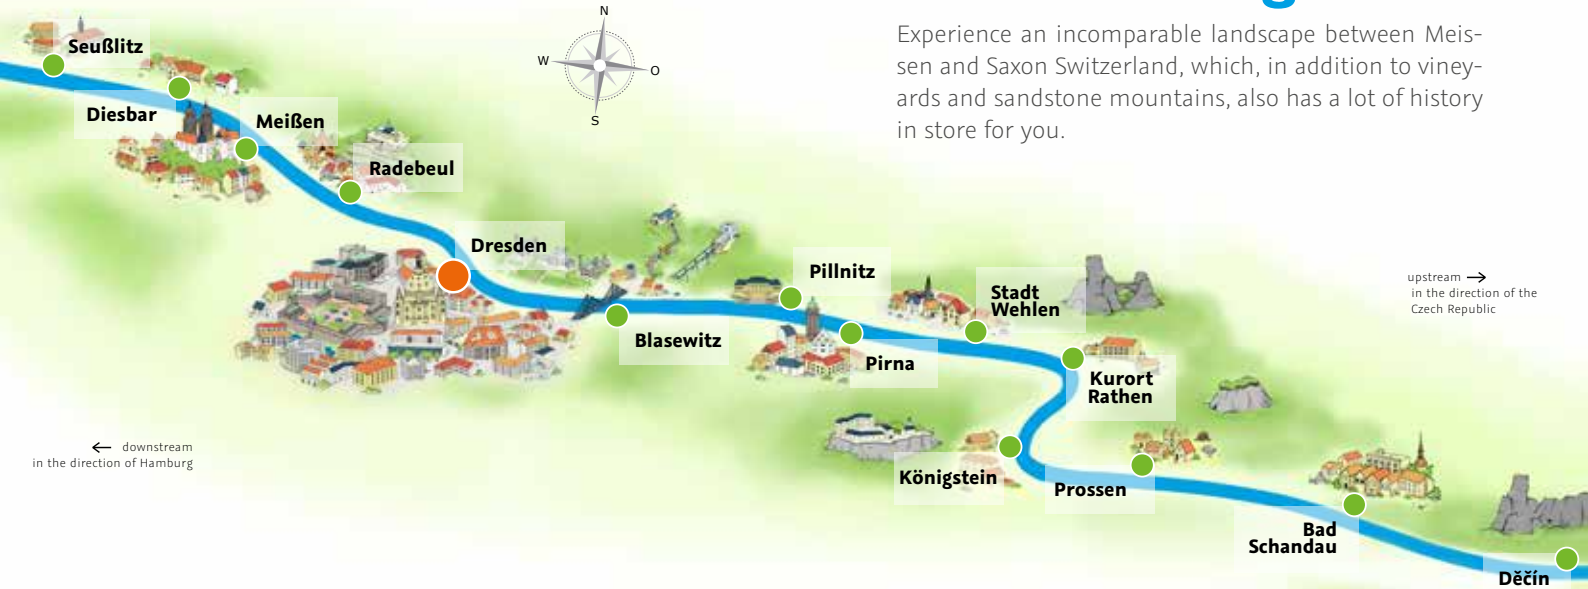 Experience an incomparable landscape between Meis-
sen and Saxon Switzerland, which, in addition to viney-
ards and sandstone mountains, also has a lot of history
in store for you.
N
W
O
S
Seußlitz
Diesbar
Meißen
Radebeul
Dresden
Blasewitz
Pillnitz
Pirna
Stadt
Wehlen
Kurort
Rathen
upstream →
in the direction of the
Czech Republic
← downstream
in the direction of Hamburg
Königstein
Prossen
Bad
Schandau
Děčín